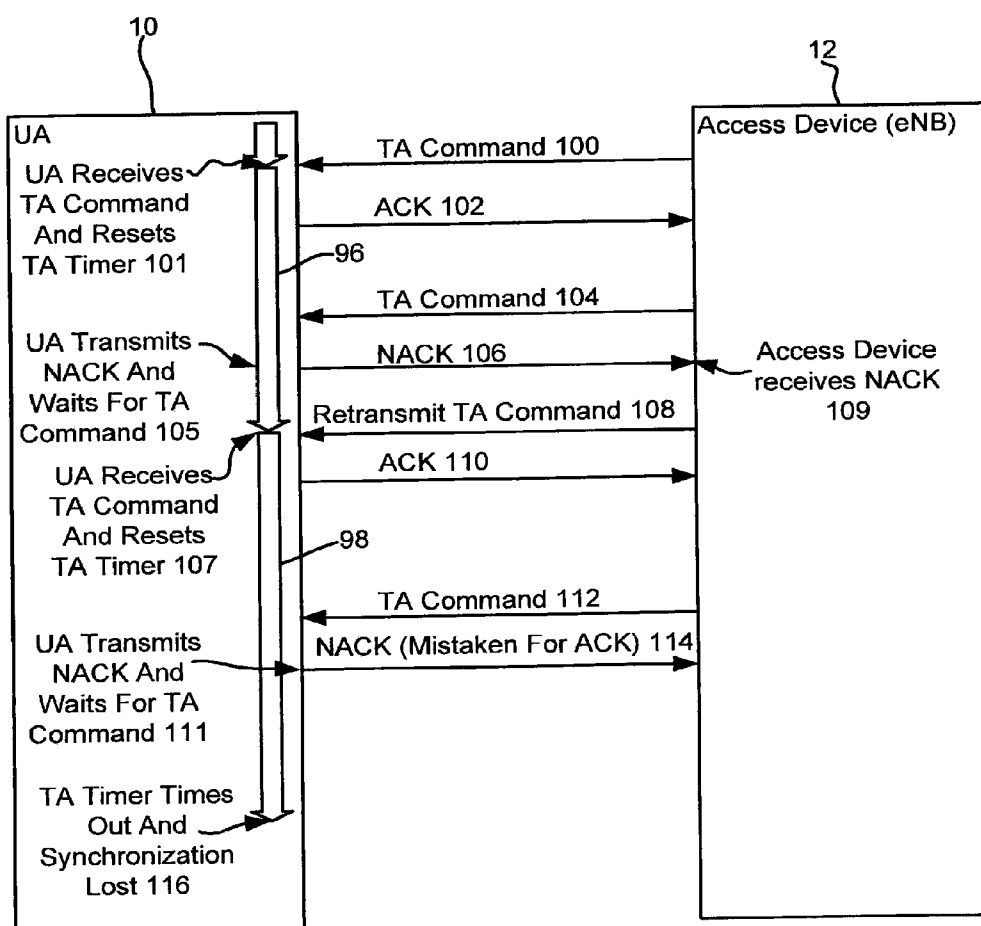 10
12
UA
Access Device (eNB)
TA Command 100
UA Receives
TA Command
And Resets
TA Timer 101
ACK 102
96
TA Command 104
UA Transmits
NACK And
Waits For TA
Command 105
NACK 106
Access Device
receives NACK
109
Retransmit TA Command 108
UA Receives
TA Command
And Resets
TA Timer 107
ACK 110
98
TA Command 112
UA Transmits
NACK And
Waits For TA
Command 111
NACK (Mistaken For ACK) 114
TA Timer Times
Out And
Synchronization
Lost 116